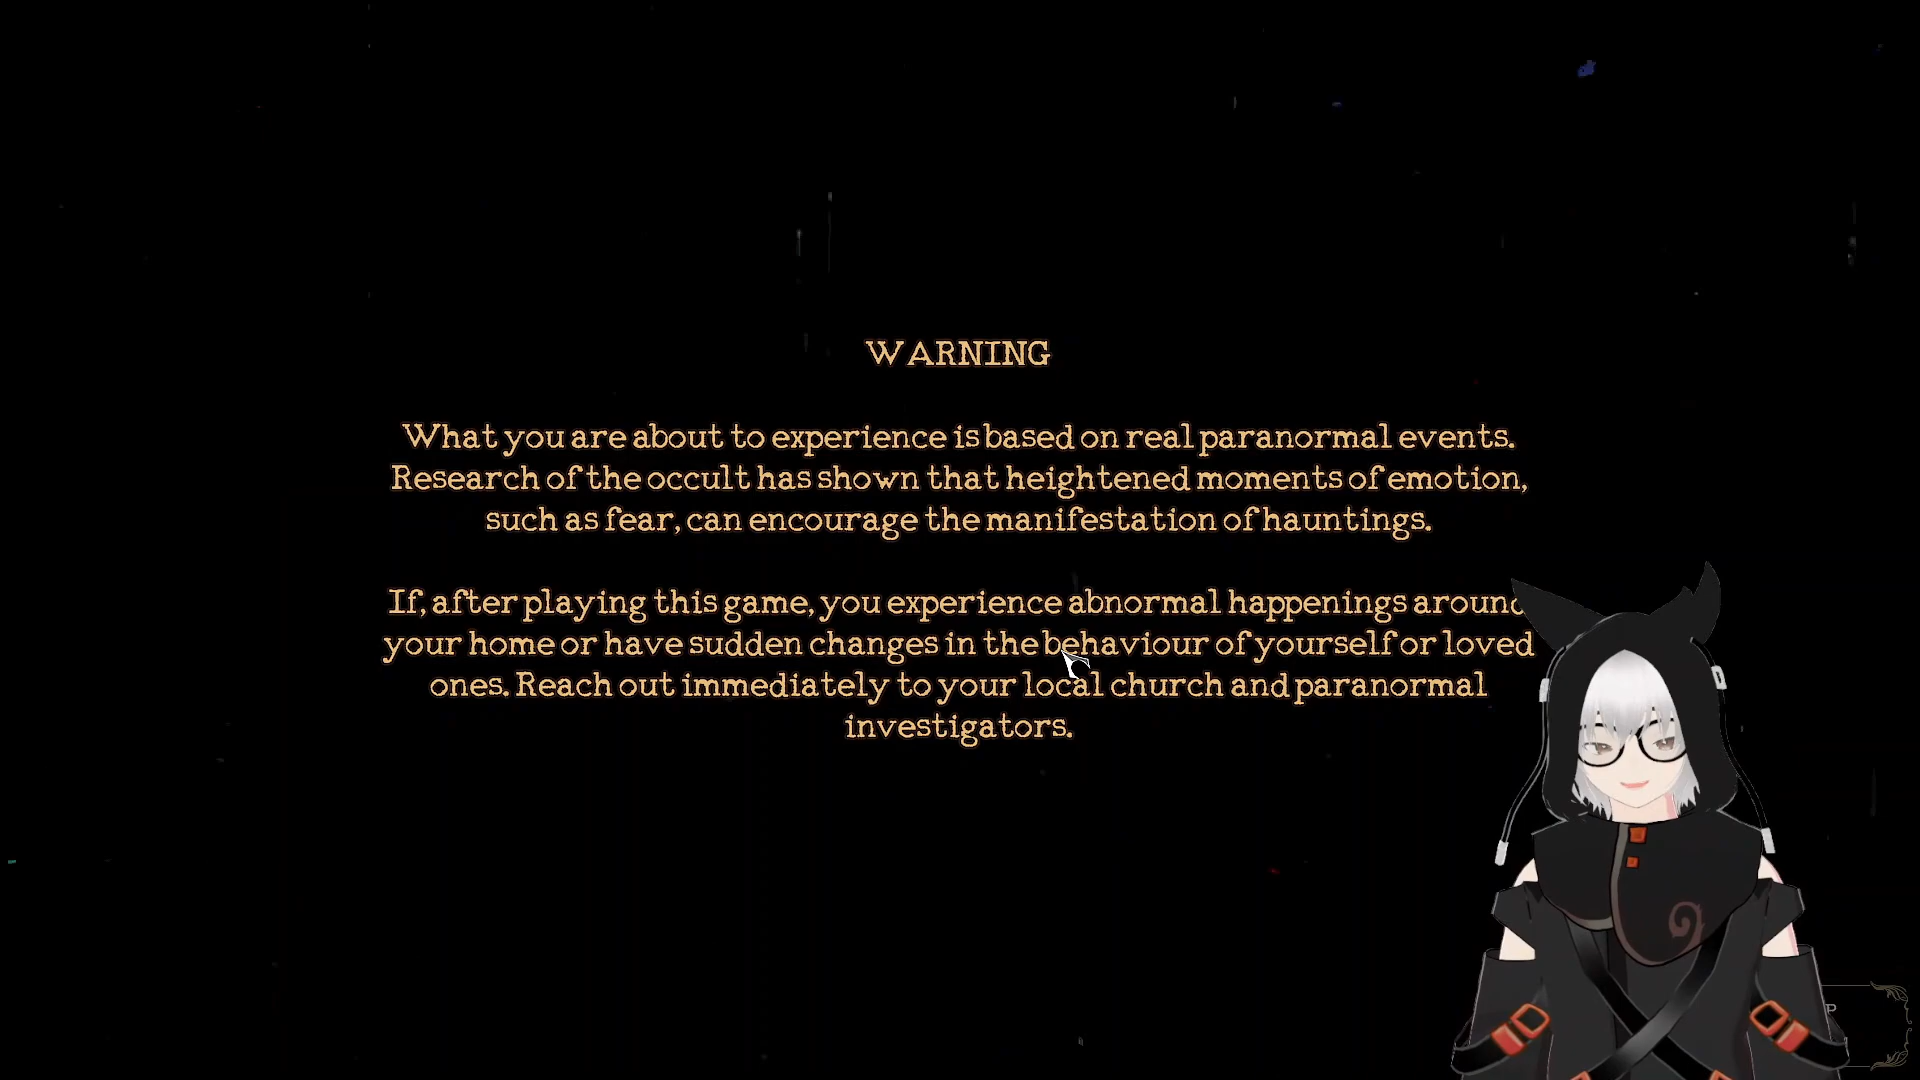 WARNING
What you are about to experience is based on real paranormal events.
Research of the occult has shown that heightened moments of emotion,
such as fear, can encourage the manifestation of hauntings.
If, after playing this game, you experience abnormal happenings around
your home or have sudden changes in the behaviour of yourself or loved
ones. Reach out immediately to your local church and paranormal
investigators.